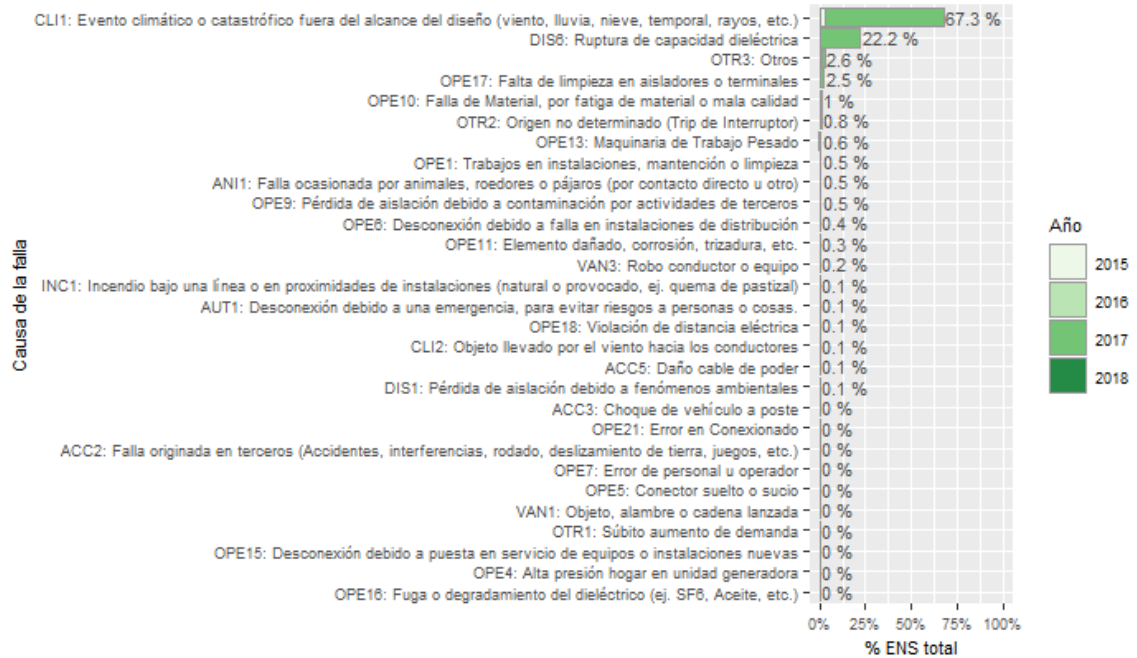 CLI1: Evento climático o catastrófico fuera del alcance del diseño (viento, lluvia, nieve, temporal, rayos, etc.) 67.3 %
DIS6: Ruptura de capacidad dieléctrica 22.2 %
OTR3: Otros 2.6 %
OPE17: Falta de limpieza en aisladores o terminales 2.5 %
OPE10: Falla de Material, por fatiga de material o mala calidad 1 %
OTR2: Origen no determinado (Trip de Interruptor) 0.8 %
OPE13: Maquinaria de Trabajo Pesado 0.6 %
OPE1: Trabajos en instalaciones, mantención o limpieza 0.5 %
ANI1: Falla ocasionada por animales, roedores o pájaros (por contacto directo u otro) 0.5 %
OPE9: Pérdida de aislación debido a contaminación por actividades de terceros 0.5 %
OPE6: Desconexión debido a falla en instalaciones de distribución 0.4 %
OPE11: Elemento dañado, corrosión, trizadura, etc. 0.3 %
VAN3: Robo conductor o equipo 0.2 %
INC1: Incendio bajo una línea o en proximidades de instalaciones (natural o provocado, ej. quema de pastizal) 0.1 %
AUT1: Desconexión debido a una emergencia, para evitar riesgos a personas o cosas. 0.1 %
OPE18: Violación de distancia eléctrica 0.1 %
CLI2: Objeto llevado por el viento hacia los conductores 0.1 %
ACC5: Daño cable de poder 0.1 %
DIS1: Pérdida de aislación debido a fenómenos ambientales 0.1 %
ACC3: Choque de vehículo a poste 0 %
OPE21: Error en Conexionado 0 %
ACC2: Falla originada en terceros (Accidentes, interferencias, rodado, deslizamiento de tierra, juegos, etc.) 0 %
OPE7: Error de personal u operador 0 %
OPE5: Conector suelto o sucio 0 %
VAN1: Objeto, alambre o cadena lanzada 0 %
OTR1: Súbito aumento de demanda 0 %
OPE15: Desconexión debido a puesta en servicio de equipos o instalaciones nuevas 0 %
OPE4: Alta presión hogar en unidad generadora 0 %
OPE16: Fuga o degradamiento del dieléctrico (ej. SF6, Aceite, etc.) 0 %
Causa de la falla
0% 25% 50% 75% 100%
% ENS total
Año
2015
2016
2017
2018